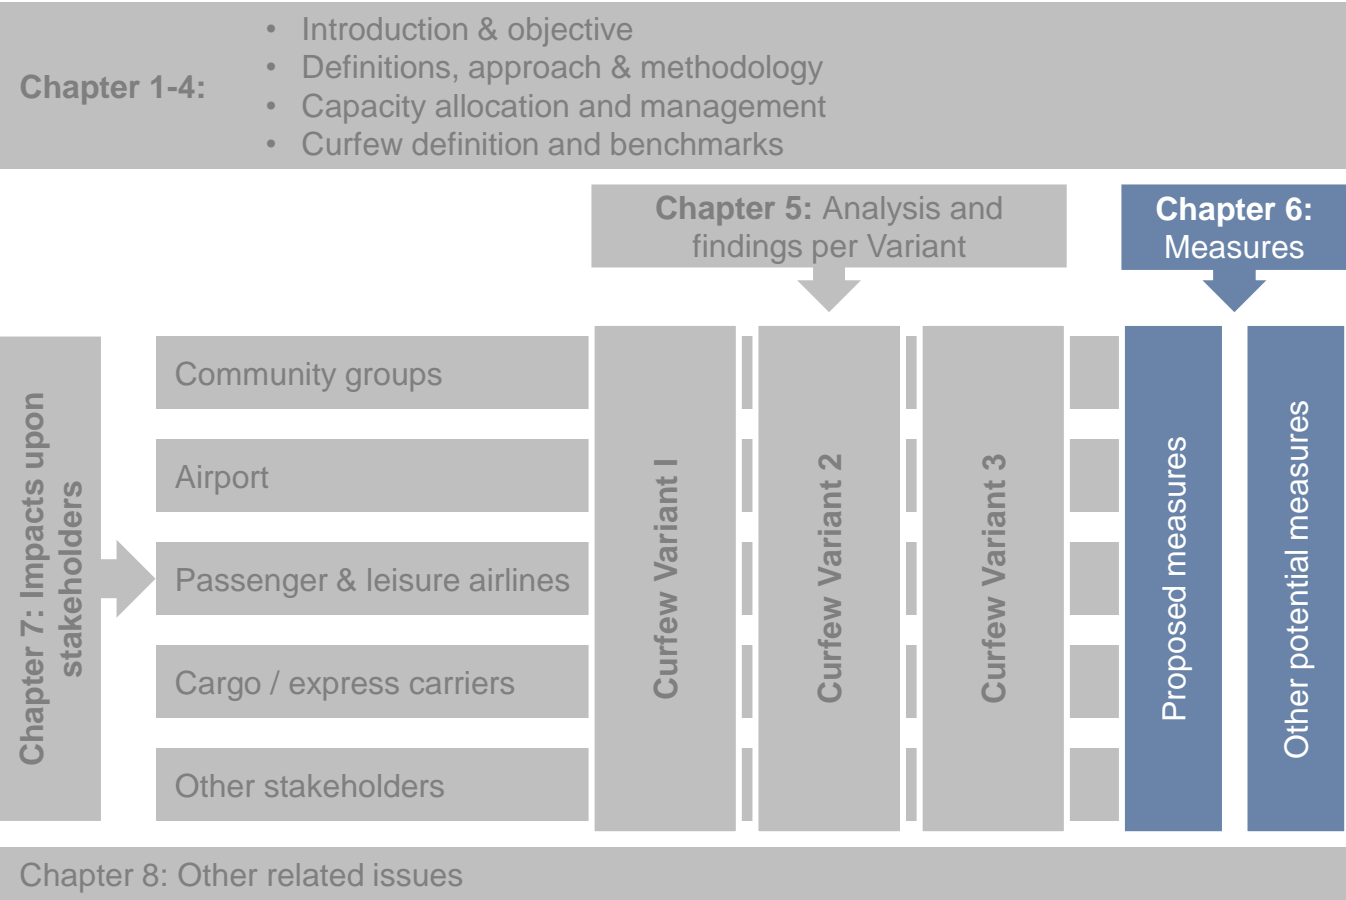 Chapter 1-4:
• Introduction & objective
• Definitions, approach & methodology
• Capacity allocation and management
• Curfew definition and benchmarks
Chapter 5: Analysis and
findings per Variant
Chapter 6:
Measures
Chapter 7: Impacts upon
stakeholders
Community groups
Airport
Passenger & leisure airlines
Cargo / express carriers
Other stakeholders
Curfew Variant I
Curfew Variant 2
Curfew Variant 3
Proposed measures
Other potential measures
Chapter 8: Other related issues